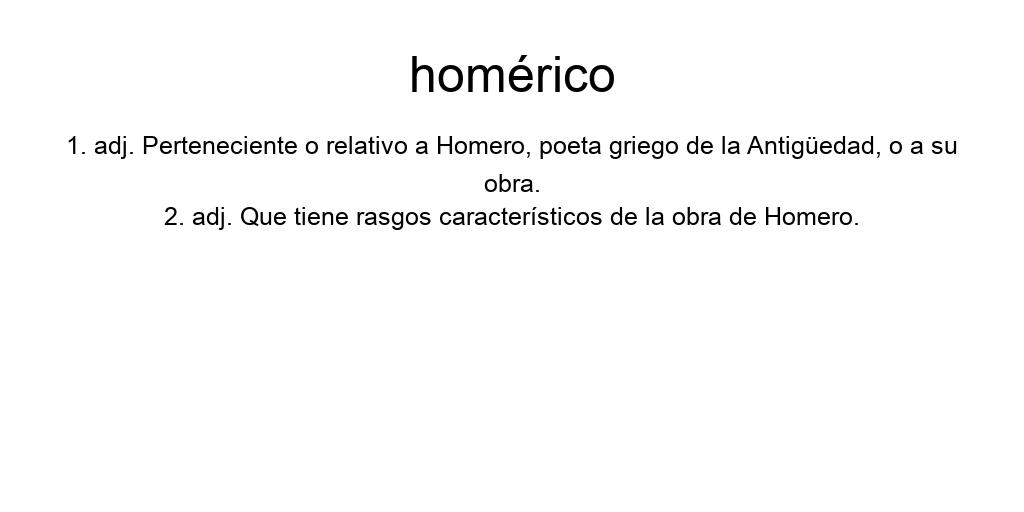 homérico
1. adj. Perteneciente o relativo a Homero, poeta griego de la Antigüedad, o a su
obra.
2. adj. Que tiene rasgos característicos de la obra de Homero.